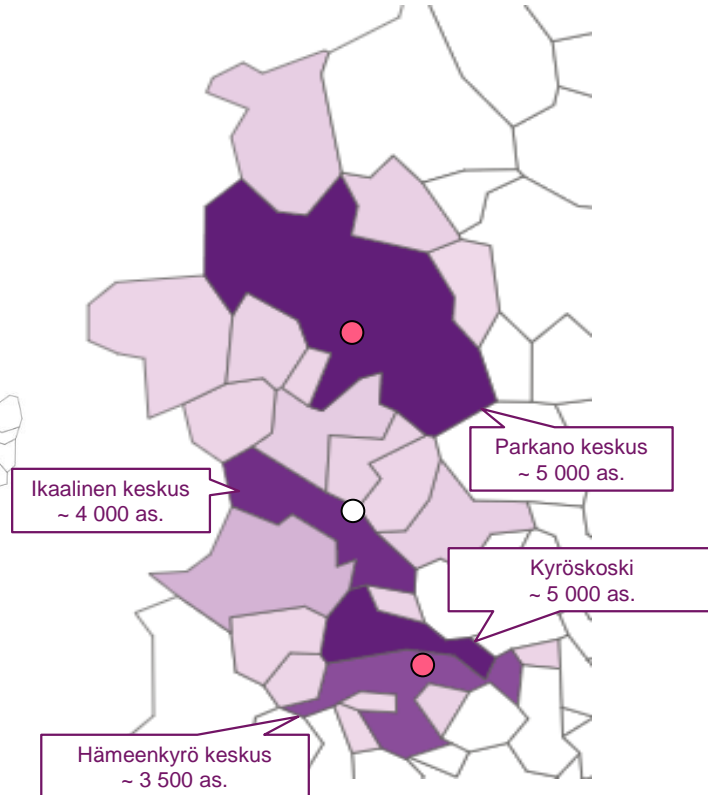 Parkano keskus
~ 5 000 as.
Ikaalinen keskus
~ 4 000 as.
Kyröskoski
~ 5 000 as.
Hämeenkyrö keskus
~ 3 500 as.